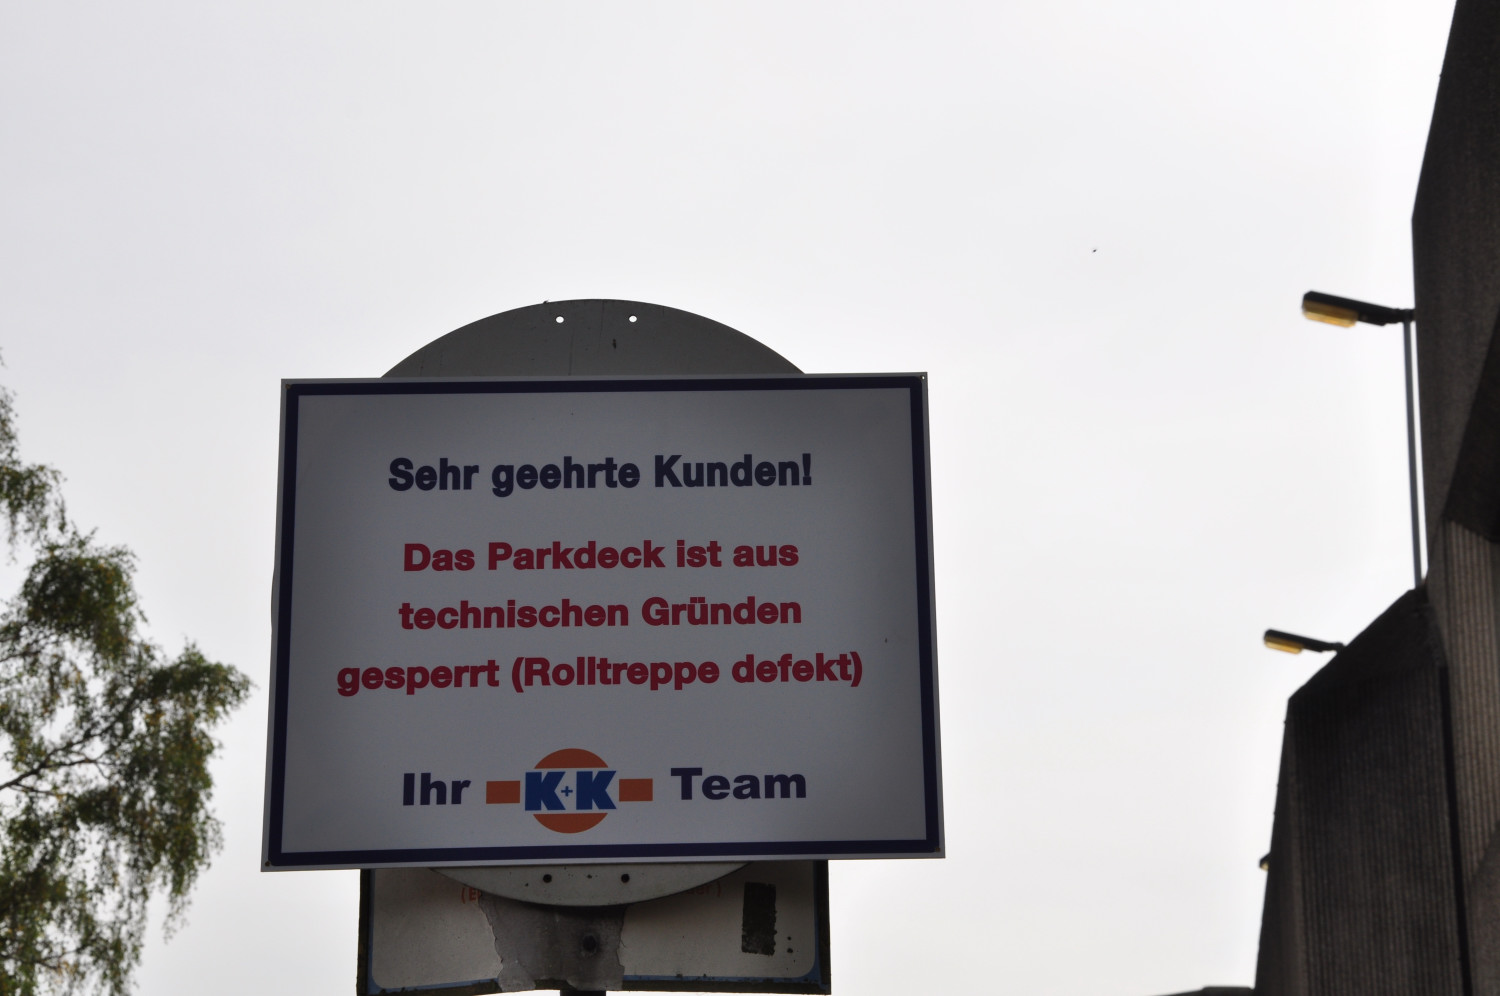 Sehr geehrte Kunden!
Das Parkdeck ist aus
technischen Gründen
gesperrt (Rolltreppe defekt)
Ihr K+K Team